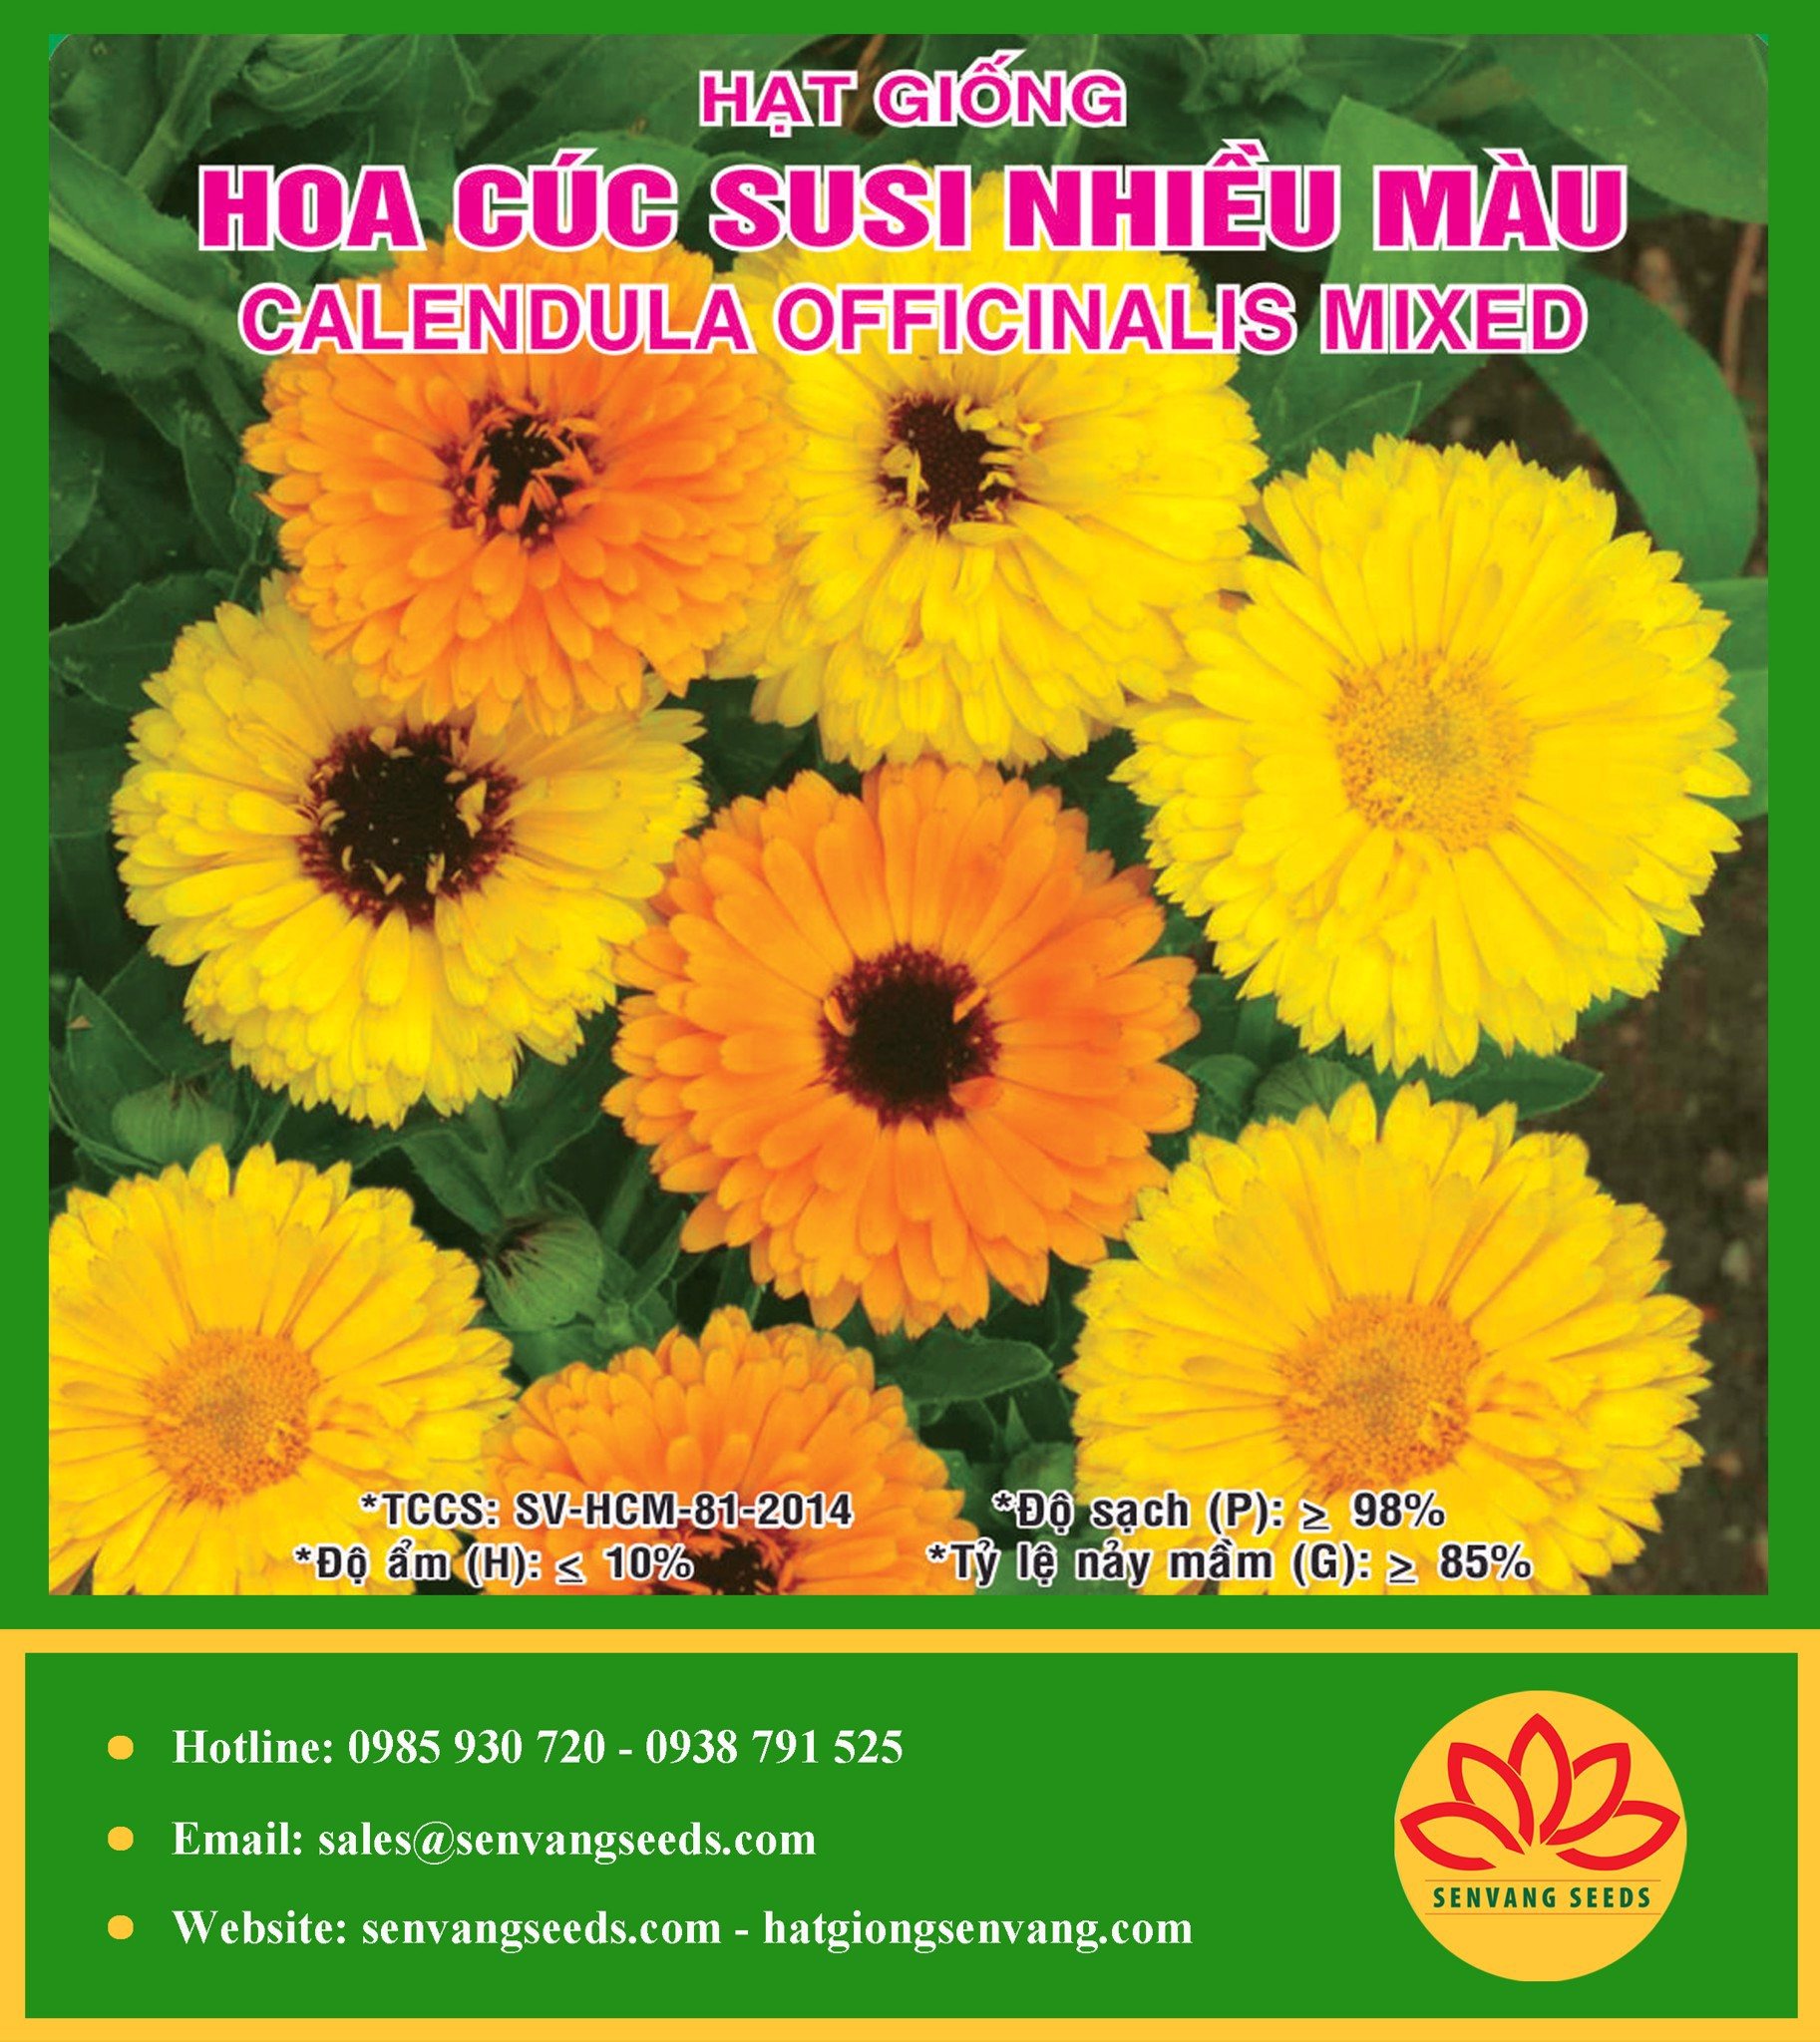 HẠT GIỐNG
HOA CÚC SUSI NHIỀU MÀU
CALENDULA OFFICINALIS MIXED
*TCCS: SV-HCM-81-2014 *Độ sạch (P): ≥ 98%
*Độ ẩm (H): ≤ 10% *Tỷ lệ nảy mầm (G): ≥ 85%
Hotline: 0985 930 720 - 0938 791 525
Email: sales@senvangseeds.com
Website: senvangseeds.com - hatgiongsenvang.com
SENVANG SEEDS